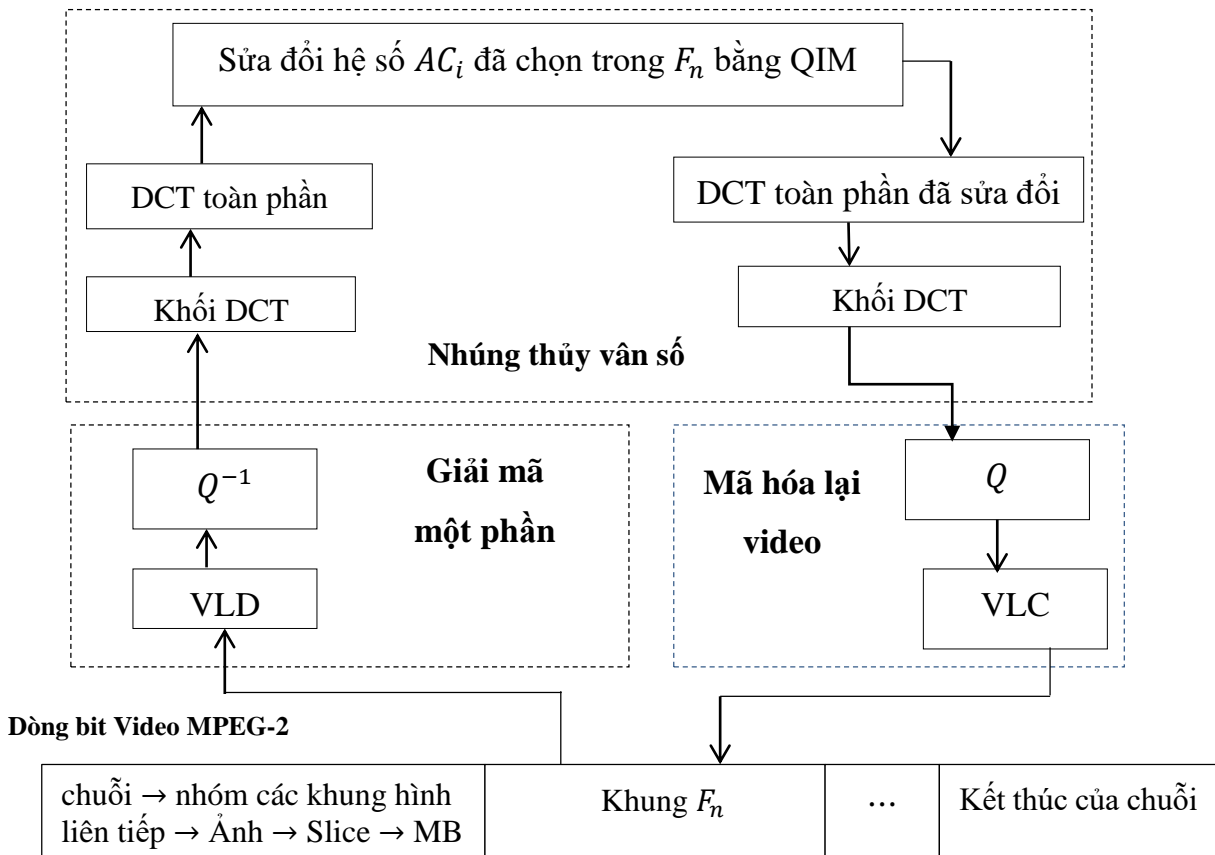 Sửa đổi hệ số AC_i đã chọn trong F_n bằng QIM
DCT toàn phần
DCT toàn phần đã sửa đổi
Khối DCT
Khối DCT
Nhúng thủy vân số
Q^{-1}
Giải mã
một phần
Mã hóa lại
video
Q
VLD
VLC
Dòng bit Video MPEG-2
chuỗi → nhóm các khung hình
liên tiếp → Ảnh → Slice → MB
Khung F_n
…
Kết thúc của chuỗi